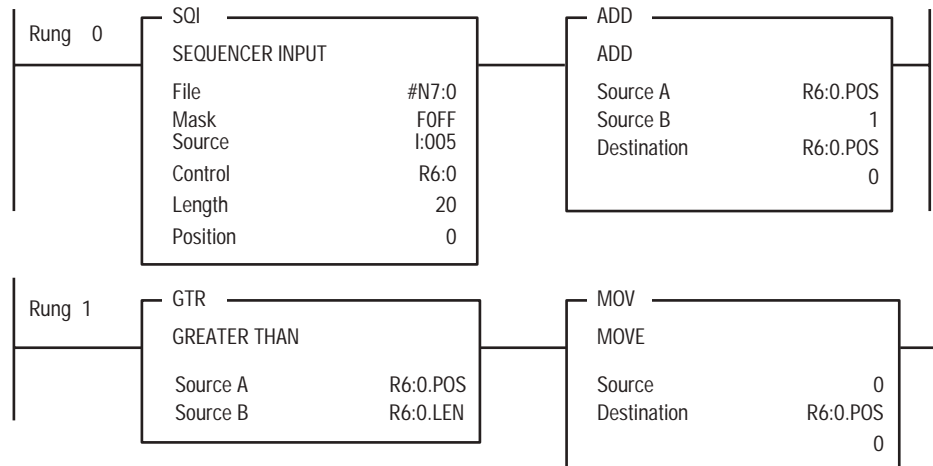 Rung 0
SQI
SEQUENCER INPUT
File #N7:0
Mask F0FF
Source I:005
Control R6:0
Length 20
Position 0
ADD
ADD
Source A R6:0.POS
Source B 1
Destination R6:0.POS
0
Rung 1
GTR
GREATER THAN
Source A R6:0.POS
Source B R6:0.LEN
MOV
MOVE
Source 0
Destination R6:0.POS
0